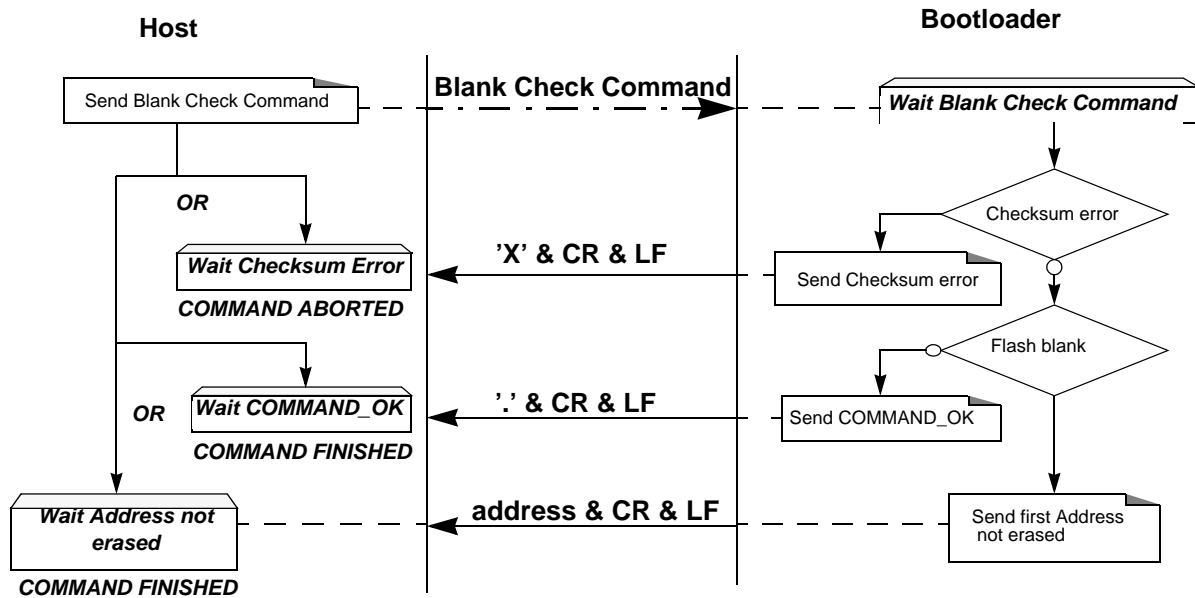 Host
Bootloader
Send Blank Check Command
Blank Check Command
Wait Blank Check Command
OR
Checksum error
Wait Checksum Error
'X' & CR & LF
Send Checksum error
COMMAND ABORTED
Flash blank
OR
Wait COMMAND_OK
'.' & CR & LF
Send COMMAND_OK
COMMAND FINISHED
Wait Address not
erased
address & CR & LF
Send first Address
not erased
COMMAND FINISHED